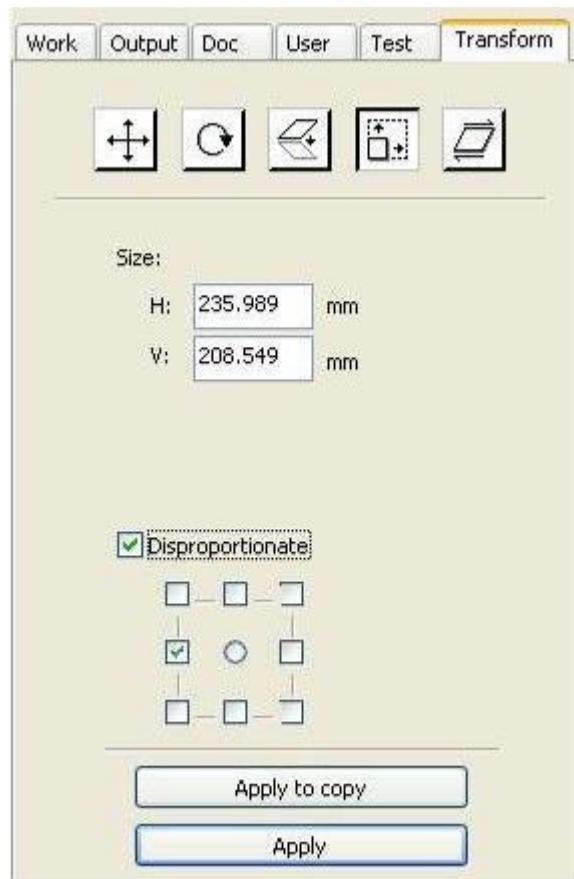 Work Output Doc User Test Transform
Size:
H: 235.989 mm
V: 208.549 mm
Disproportionate
Apply to copy
Apply